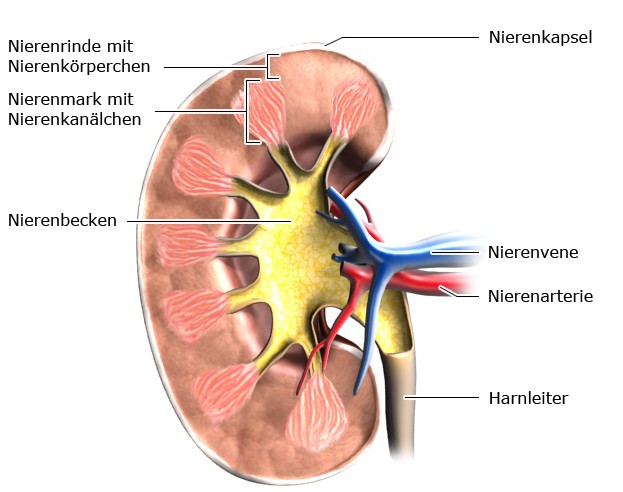 Nierenrinde mit
Nierenkörperchen
Nierenmark mit
Nierenkanälchen
Nierenbecken
Nierenkapsel
Nierenvene
Nierenarterie
Harnleiter